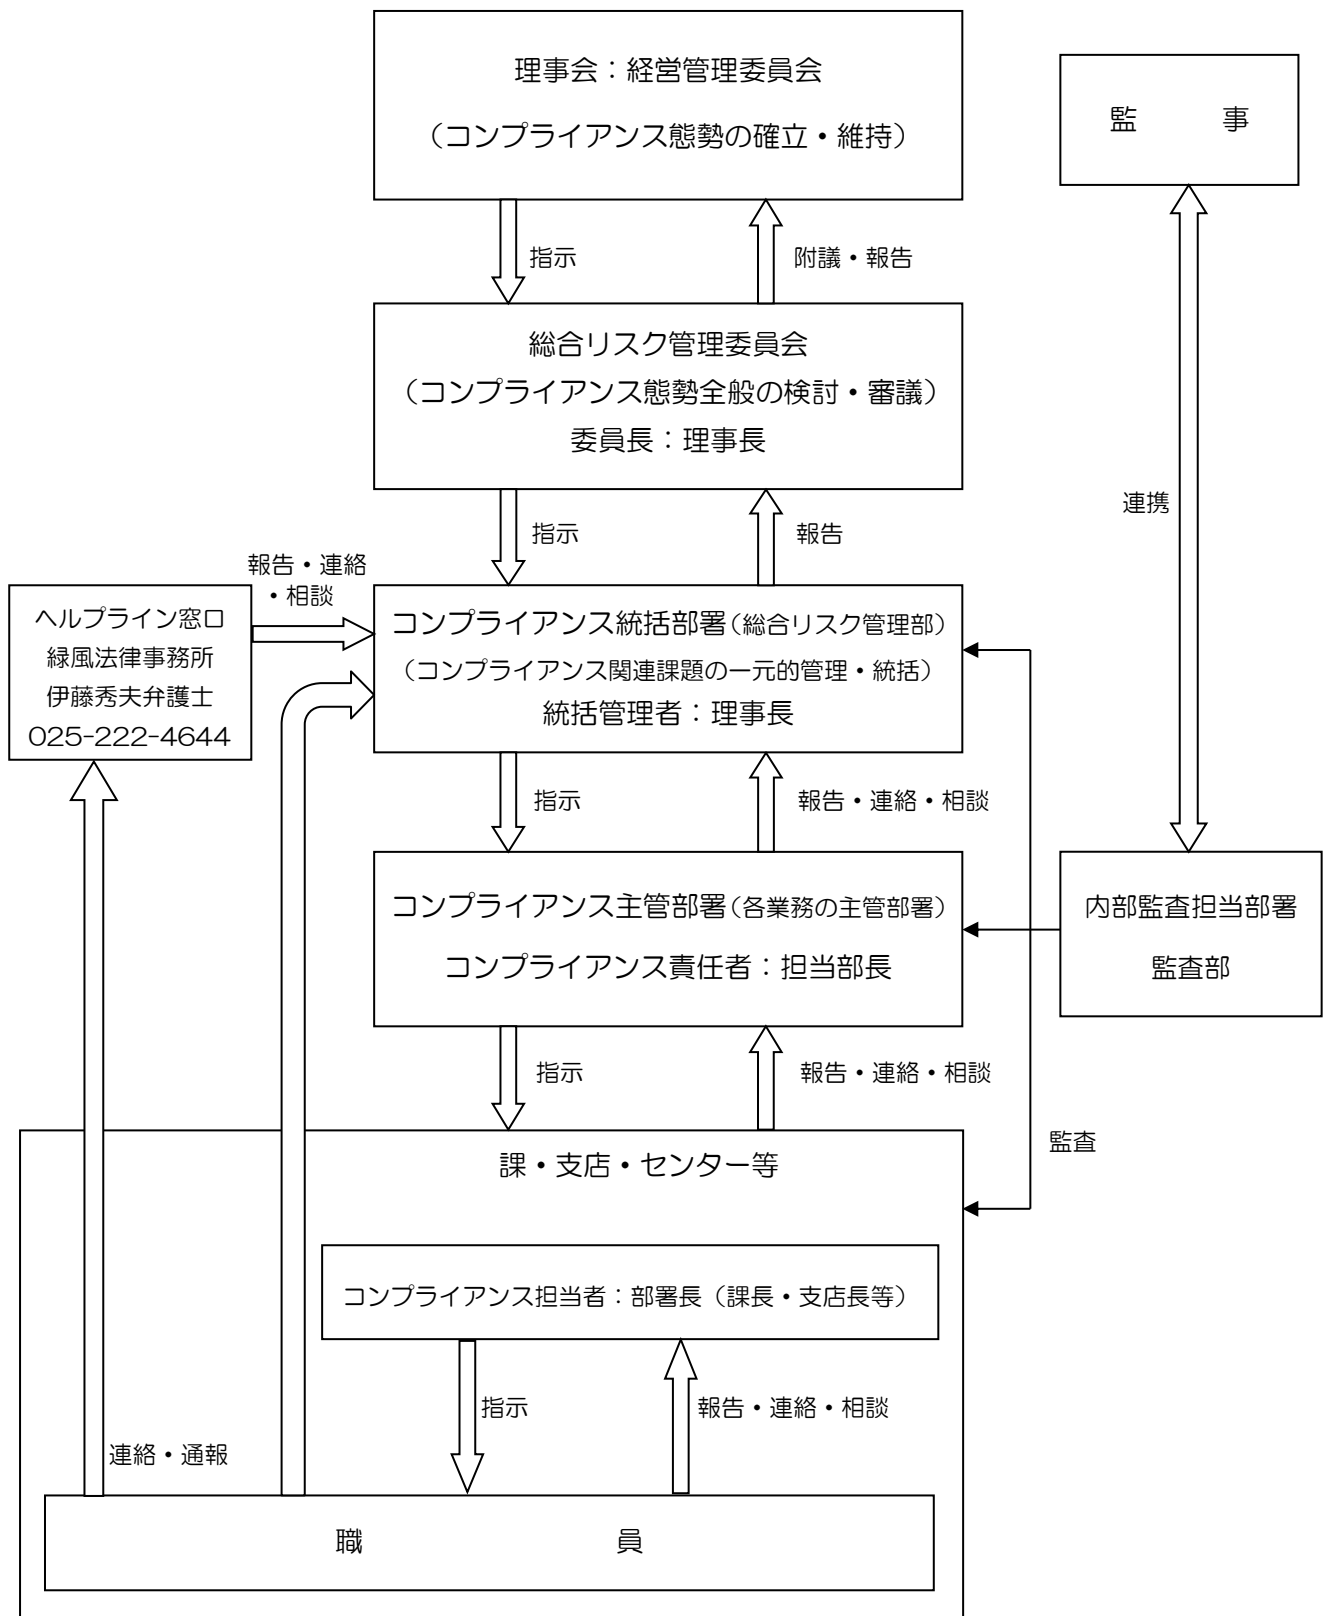 理事会：経営管理委員会
（コンプライアンス態勢の確立・維持）
監　　事
指示
附議・報告
総合リスク管理委員会
（コンプライアンス態勢全般の検討・審議）
委員長：理事長
連携
指示
報告
報告・連絡
・相談
ヘルプライン窓口
緑風法律事務所
伊藤秀夫弁護士
025-222-4644
コンプライアンス統括部署（総合リスク管理部）
（コンプライアンス関連課題の一元的管理・統括）
統括管理者：理事長
指示
報告・連絡・相談
コンプライアンス主管部署（各業務の主管部署）
コンプライアンス責任者：担当部長
内部監査担当部署
監査部
指示
報告・連絡・相談
監査
課・支店・センター等
コンプライアンス担当者：部署長（課長・支店長等）
指示
報告・連絡・相談
連絡・通報
職　　員